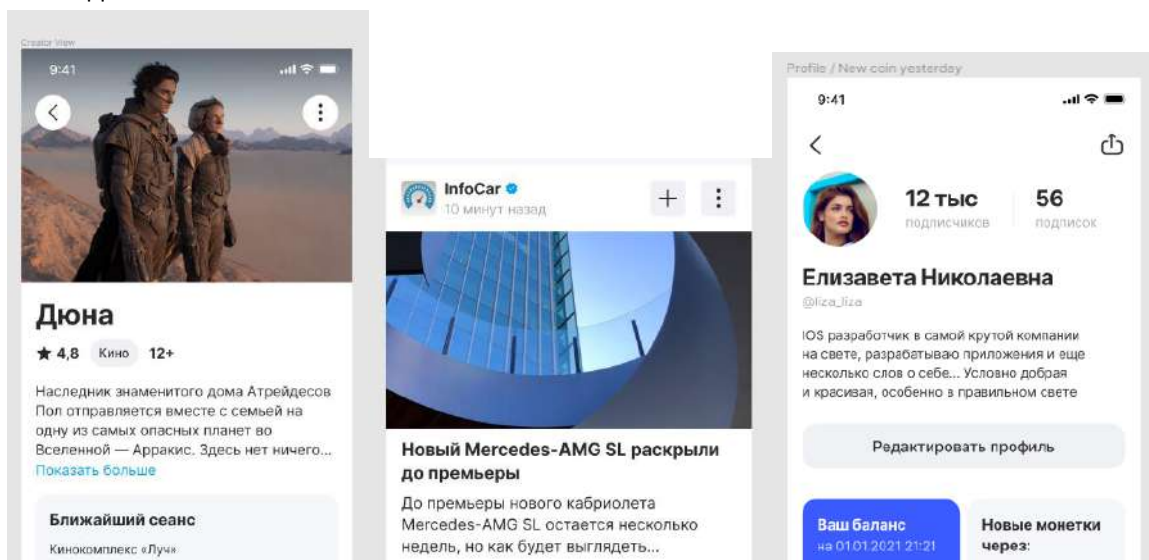 Creator View
9:41
Дюна
4,8 Кино 12+
Наследник знаменитого дома Атрейдесов
Пол отправляется вместе с семьей на
одну из самых опасных планет во
Вселенной — Арракис. Здесь нет ничего...
Показать больше
Ближайший сеанс
Кинокомплекс «Луч»
InfoCar
10 минут назад
Новый Mercedes-AMG SL раскрыли
до премьеры
До премьеры нового кабриолета
Mercedes-AMG SL остается несколько
недель, но как будет выглядеть...
Profile / New coin yesterday
9:41
12 тыс 56
подписчиков подписок
Елизавета Николаевна
@liza_liza
IOS разработчик в самой крутой компании
на свете, разрабатываю приложения и еще
несколько слов о себе... Условно добрая
и красивая, особенно в правильном свете
Редактировать профиль
Ваш баланс
на 01.01.2021 21:21
Новые монетки
через: